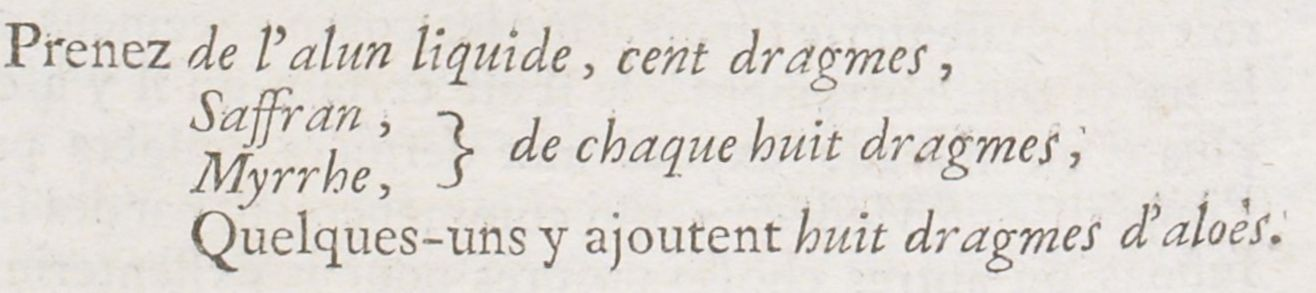 Prenez de l'alun liquide, cent dragmes,
Saffran,
Myrrhe, } de chaque huit dragmes;
Quelques-uns y ajoutent huit dragmes d'aloès.